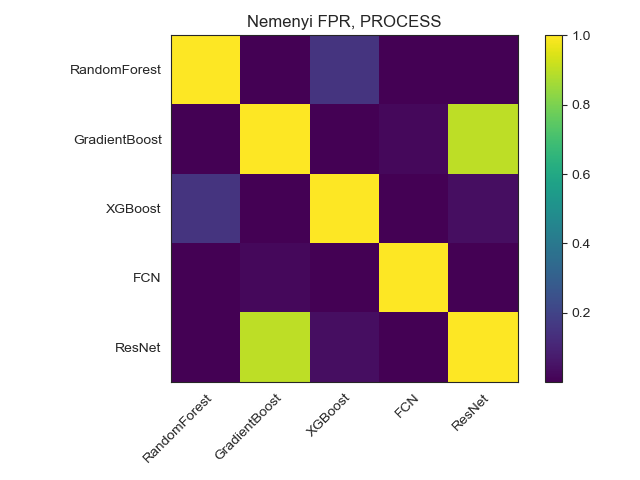 Nemenyi FPR, PROCESS
RandomForest
GradientBoost
XGBoost
FCN
ResNet
RandomForest
GradientBoost
XGBoost
FCN
ResNet
1.0
0.8
0.6
0.4
0.2